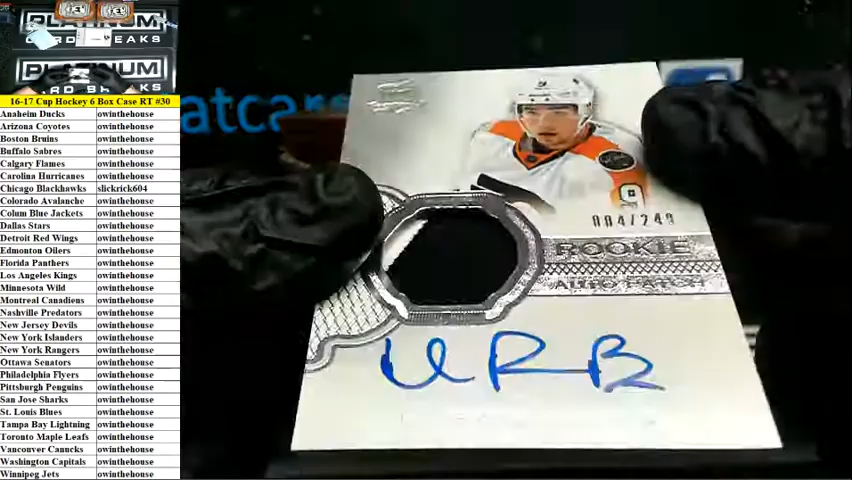 PLATINUM
CARD BREAKS
PLATINUM
CARD BREAKS
16-17 Cup Hockey 6 Box Case RT #30
Anaheim Ducks owinthehouse
Arizona Coyotes owinthehouse
Boston Bruins owinthehouse
Buffalo Sabres owinthehouse
Calgary Flames owinthehouse
Carolina Hurricanes owinthehouse
Chicago Blackhawks slickrick604
Colorado Avalanche owinthehouse
Colum Blue Jackets owinthehouse
Dallas Stars owinthehouse
Detroit Red Wings owinthehouse
Edmonton Oilers owinthehouse
Florida Panthers owinthehouse
Los Angeles Kings owinthehouse
Minnesota Wild owinthehouse
Montreal Canadiens owinthehouse
Nashville Predators owinthehouse
New Jersey Devils owinthehouse
New York Islanders owinthehouse
New York Rangers owinthehouse
Ottawa Senators owinthehouse
Philadelphia Flyers owinthehouse
Pittsburgh Penguins owinthehouse
San Jose Sharks owinthehouse
St. Louis Blues owinthehouse
Tampa Bay Lightning owinthehouse
Toronto Maple Leafs owinthehouse
Vancouver Canucks owinthehouse
Washington Capitals owinthehouse
Winnipeg Jets owinthehouse
atcar
9
004/249
ROOKIE
AUTO PATCH